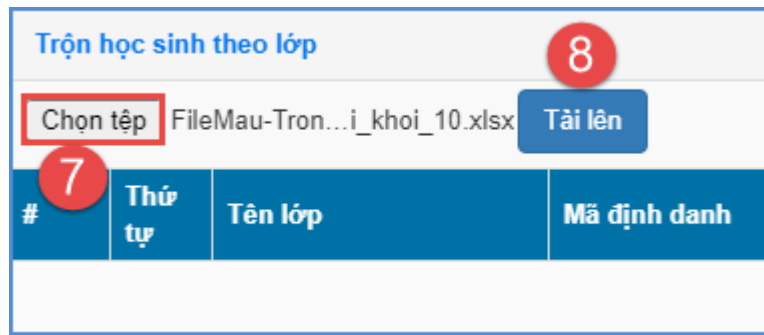 Trộn học sinh theo lớp
8
Chọn tệp FileMau-Tron...i_khoi_10.xlsx Tải lên
7
# Thứ tự Tên lớp Mã định danh